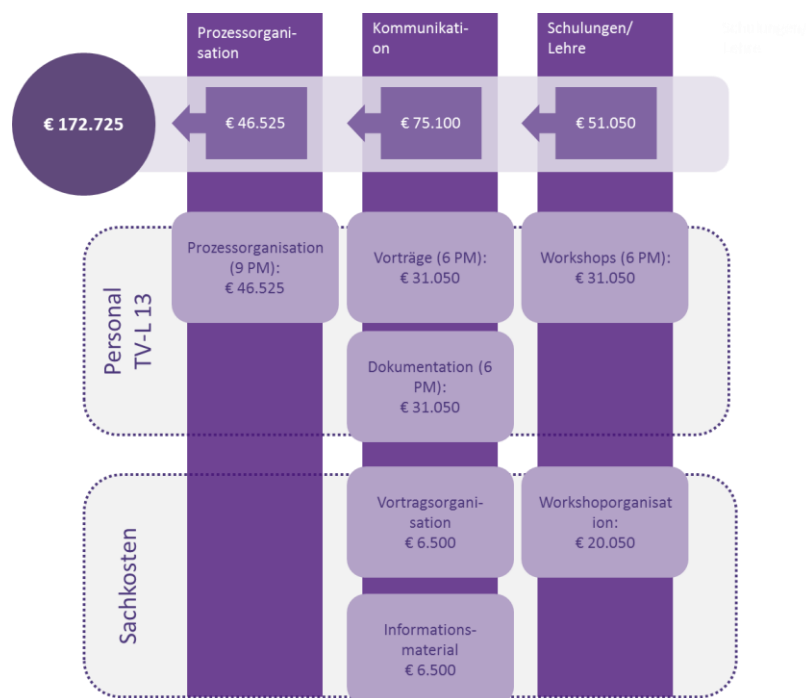 Prozessorgani-
sation
Kommunikati-
on
Schulungen/
Lehre
€ 172.725
€ 46.525
€ 75.100
€ 51.050
Personal
TV-L 13
Prozessorganisation
(9 PM):
€ 46.525
Vorträge (6 PM):
€ 31.050
Workshops (6 PM):
€ 31.050
Dokumentation (6
PM):
€ 31.050
Sachkosten
Vortragsorgani-
sation
€ 6.500
Workshoporganisat
ion:
€ 20.050
Informations-
material
€ 6.500